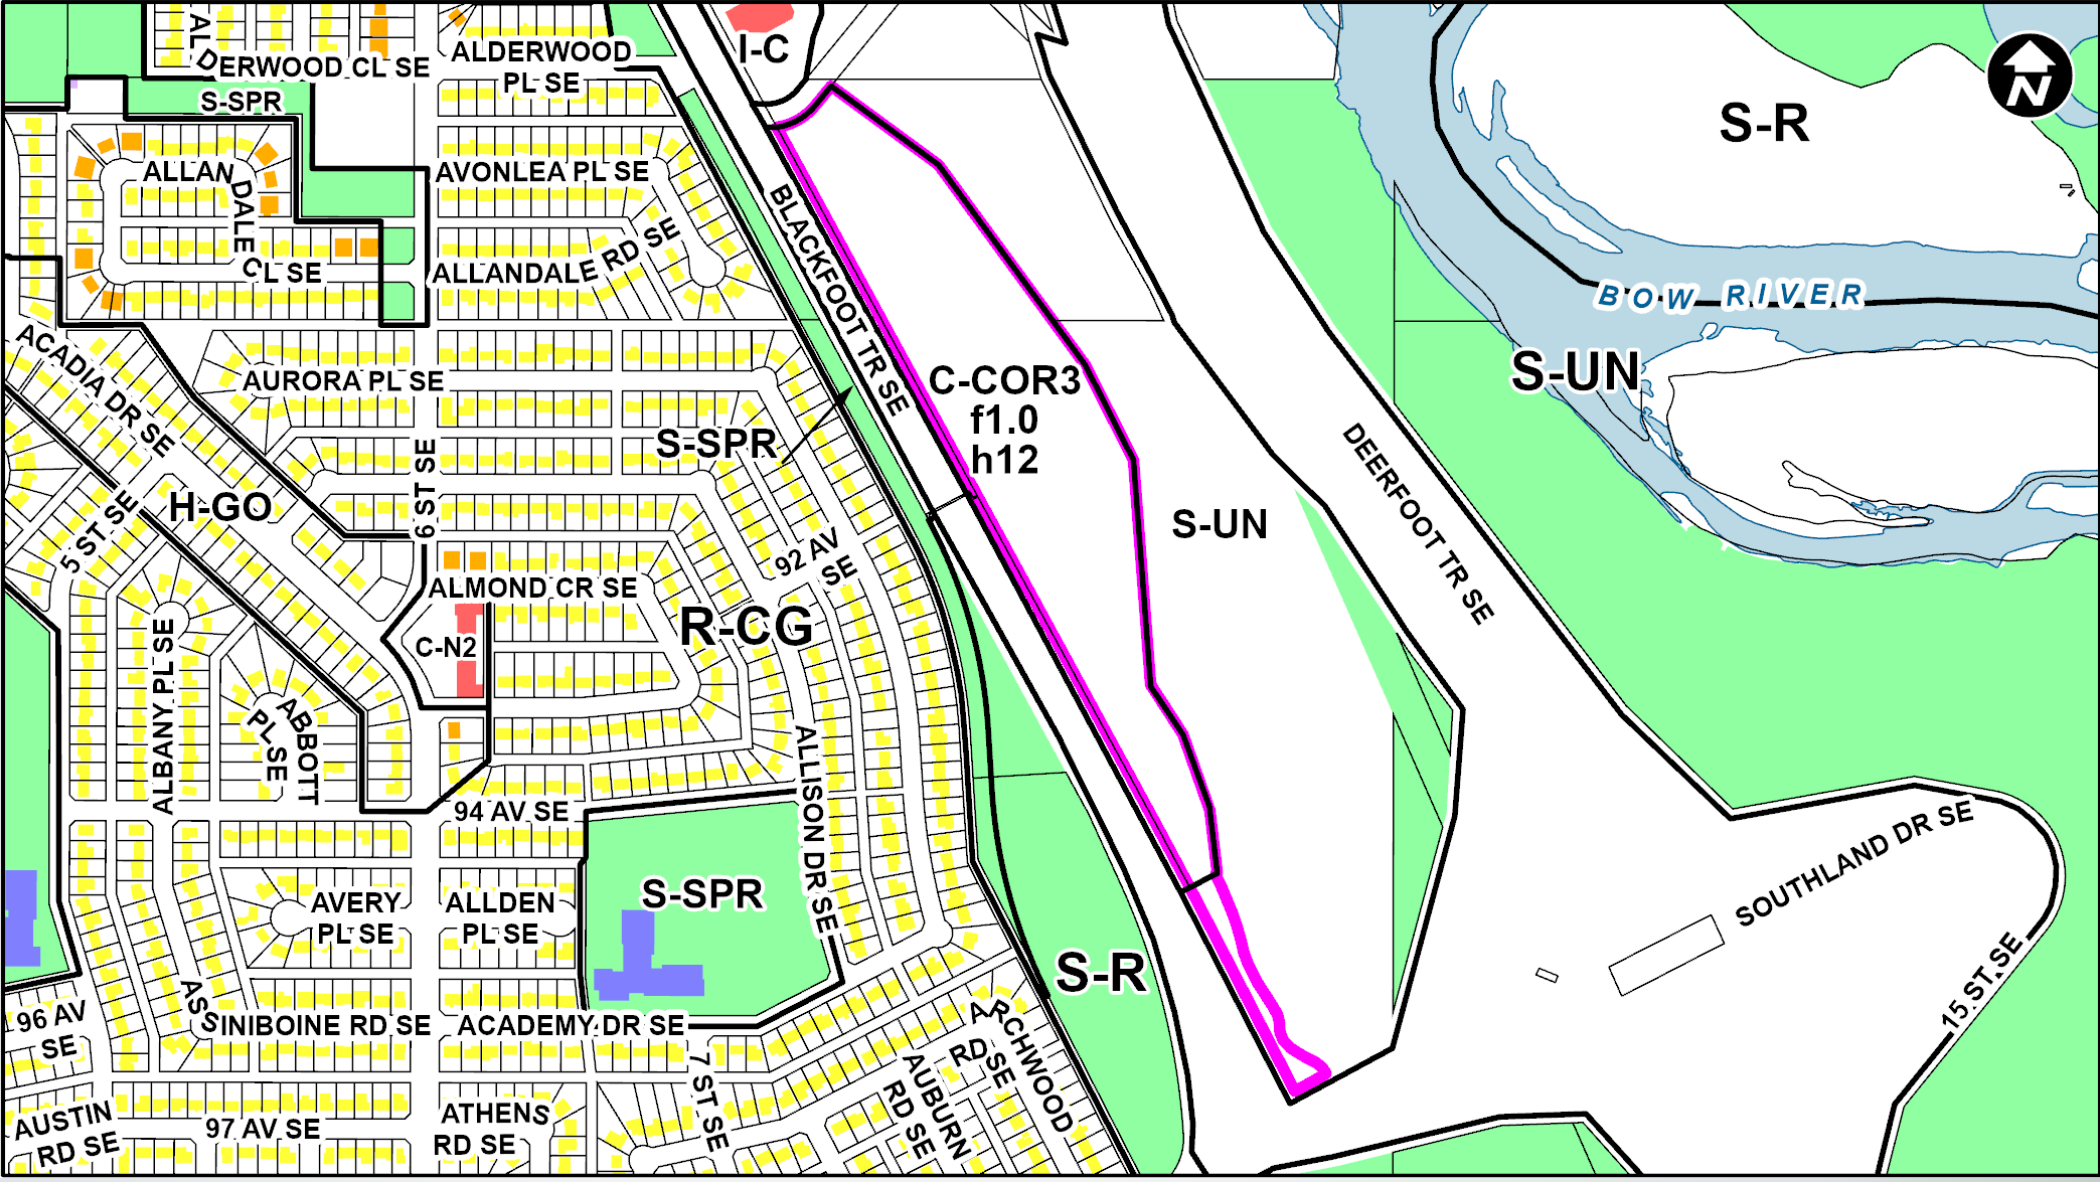 ALDERWOOD CL SE
ALDERWOOD
PL SE
I-C
N
S-SPR
S-R
ALLANDALE CL SE
AVONLEA PL SE
ALLANDALE RD SE
BLACKFOOT TR SE
BOW RIVER
ACADIA DR SE
AURORA PL SE
C-COR3
f1.0
h12
S-UN
S-SPR
6 ST SE
H-GO
5 ST SE
S-UN
DEERFOOT TR SE
92 AV
SE
ALMOND CR SE
R-CG
C-N2
ALBANY PL SE
ABBOTT
PL SE
ALLISON DR SE
94 AV SE
SOUTHLAND DR SE
S-SPR
AVERY
PL SE
ALLDEN
PL SE
S-R
15 ST SE
96 AV
SE
ASSINIBOINE RD SE
ACADEMY DR SE
ARCHWOOD
RD SE
7 ST SE
AUBURN
RD SE
AUSTIN
RD SE
97 AV SE
ATHENS
RD SE